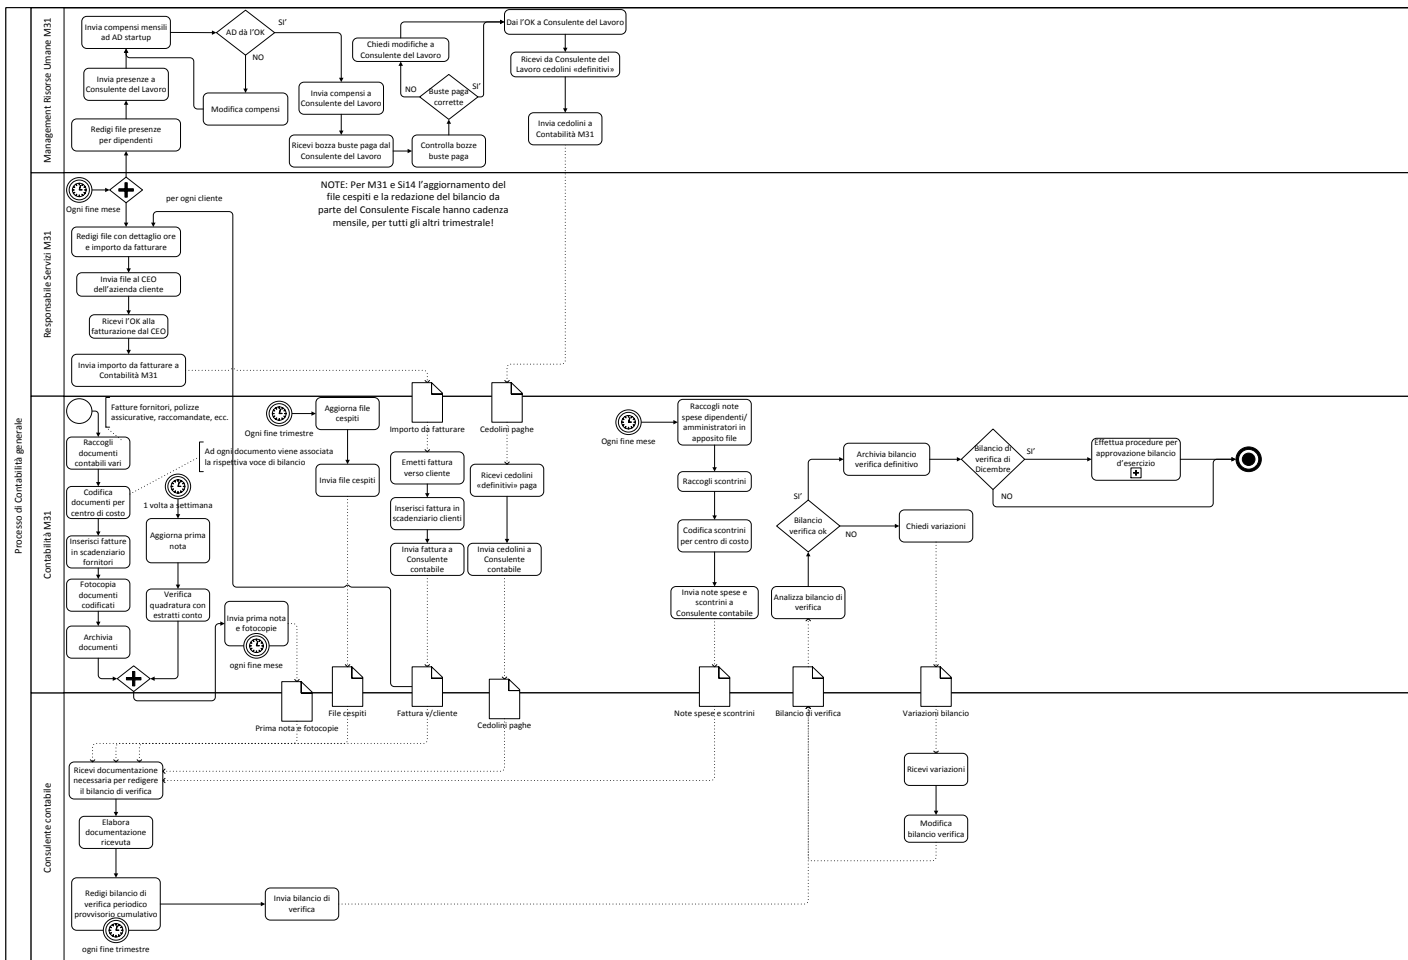 Processo di Contabilità generale
Management Risorse Umane M31
Invia compensi mensili
ad AD startup
AD dà l'OK
SI'
NO
Modifica compensi
Invia presenze a
Consulente del Lavoro
Redigi file presenze
per dipendenti
Invia compensi a
Consulente del Lavoro
Ricevi bozza buste paga dal
Consulente del Lavoro
Controlla bozze
buste paga
Buste paga
corrette
NO
SI'
Chiedi modifiche a
Consulente del Lavoro
Dai l'OK a Consulente del Lavoro
Ricevi da Consulente del
Lavoro cedolini «definitivi»
Invia cedolini a
Contabilità M31
Responsabile Servizi M31
Ogni fine mese
per ogni cliente
NOTE: Per M31 e Si14 l'aggiornamento del
file cespiti e la redazione del bilancio da
parte del Consulente Fiscale hanno cadenza
mensile, per tutti gli altri trimestrale!
Redigi file con dettaglio ore
e importo da fatturare
Invia file al CEO
dell'azienda cliente
Ricevi l'OK alla
fatturazione dal CEO
Invia importo da fatturare a
Contabilità M31
Contabilità M31
Fatture fornitori, polizze
assicurative, raccomandate, ecc.
Raccogli
documenti
contabili vari
Ad ogni documento viene associata
la rispettiva voce di bilancio
Codifica
documenti per
centro di costo
Inserisci fatture
in scadenziario
fornitori
Fotocopia
documenti
codificati
Archivia
documenti
1 volta a settimana
Aggiorna prima
nota
Verifica
quadratura con
estratti conto
Invia prima nota
e fotocopie
ogni fine mese
Ogni fine trimestre
Aggiorna file
cespiti
Invia file cespiti
Importo da fatturare
Emetti fattura
verso cliente
Inserisci fattura in
scadenziario clienti
Invia fattura a
Consulente
contabile
Cedolini paghe
Ricevi cedolini
«definitivi» paga
Invia cedolini a
Consulente
contabile
Ogni fine mese
Raccogli note
spese dipendenti/
amministratori in
apposito file
Raccogli scontrini
Codifica scontrini
per centro di costo
Invia note spese e
scontrini a
Consulente contabile
Analizza bilancio di
verifica
Bilancio
verifica ok
SI'
NO
Chiedi variazioni
Archivia bilancio
verifica definitivo
Bilancio di
verifica di
Dicembre
SI'
NO
Effettua procedure per
approvazione bilancio
d'esercizio
Prima nota e fotocopie
File cespiti
Fattura v/cliente
Cedolini paghe
Note spese e scontrini
Bilancio di verifica
Variazioni bilancio
Consulente contabile
Ricevi documentazione
necessaria per redigere
il bilancio di verifica
Elabora
documentazione
ricevuta
Redigi bilancio di
verifica periodico
provvisorio cumulativo
ogni fine trimestre
Invia bilancio di
verifica
Ricevi variazioni
Modifica
bilancio verifica